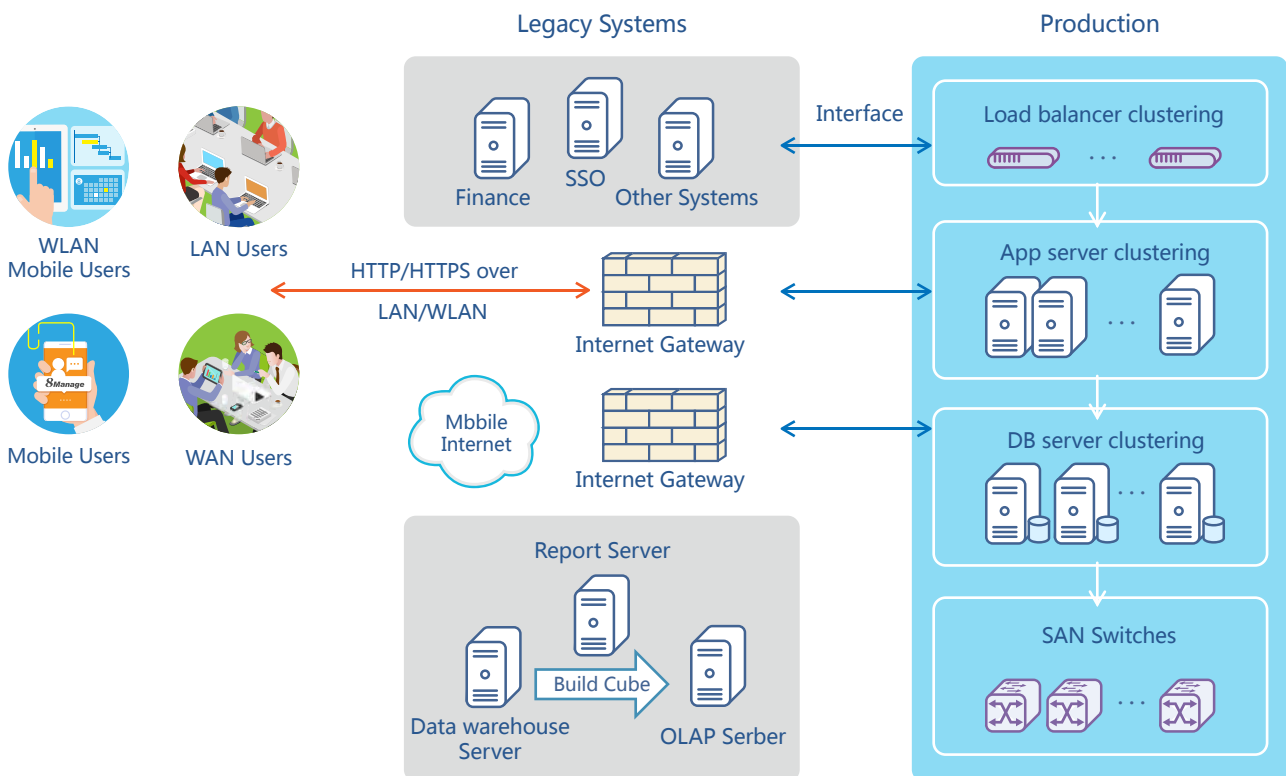 Legacy Systems
Production
Finance
SSO
Other Systems
Interface
Load balancer clustering
...
WLAN
Mobile Users
LAN Users
HTTP/HTTPS over
LAN/WLAN
Internet Gateway
App server clustering
...
8Manage
Mobile Users
WAN Users
Mbbile
Internet
Internet Gateway
DB server clustering
...
Report Server
Data warehouse
Server
Build Cube
OLAP Serber
SAN Switches
...